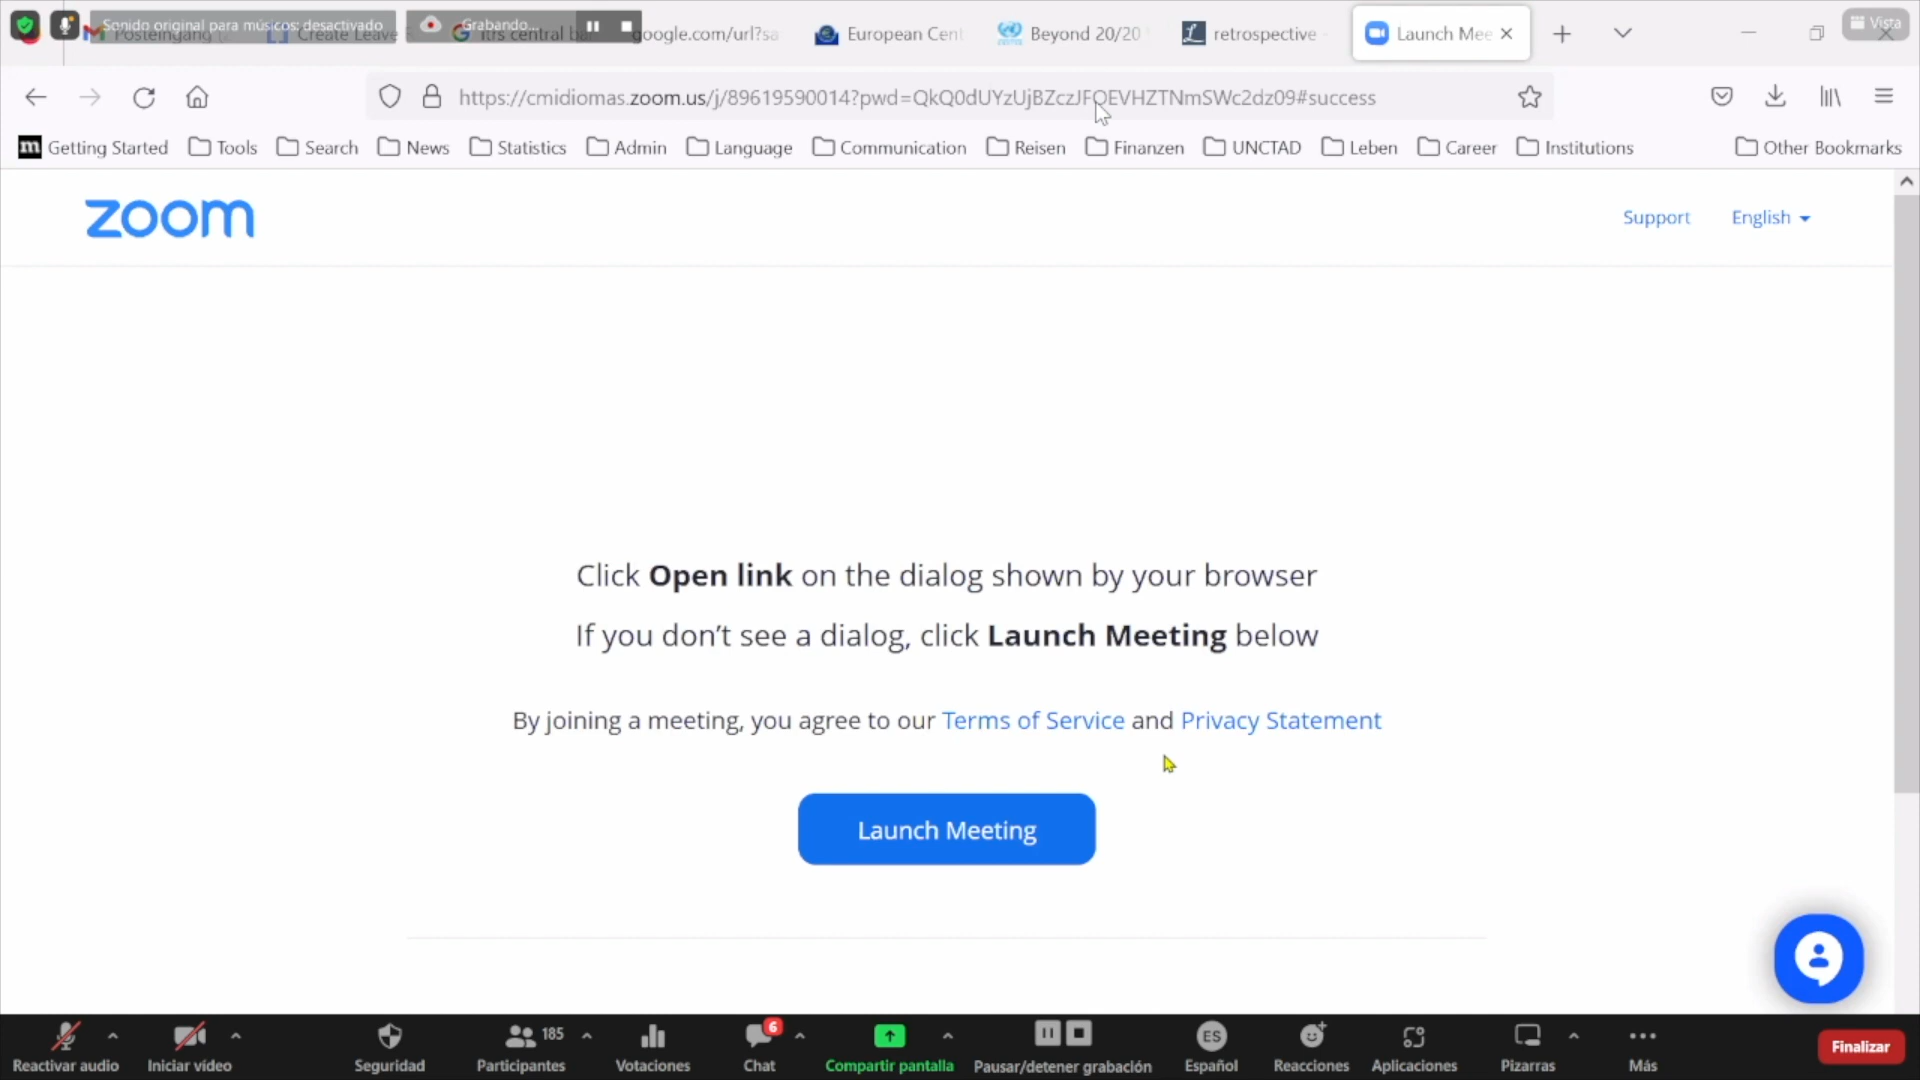 Sonido original para músicos: desactivado
Grabando...
Posteingang
Create Leave
central ba
google.com/url?sa
European Cent
Beyond 20/20
retrospective -
Launch Mee
Vista
https://cmidiomas.zoom.us/j/89619590014?pwd=QkQ0dUYzUjBZczJFQEVHZTNmSWc2dz09#success
Getting Started
Tools
Search
News
Statistics
Admin
Language
Communication
Reisen
Finanzen
UNCTAD
Leben
Career
Institutions
Other Bookmarks
zoom
Support
English
Click Open link on the dialog shown by your browser
If you don't see a dialog, click Launch Meeting below
By joining a meeting, you agree to our Terms of Service and Privacy Statement
Launch Meeting
Reactivar audio
Iniciar vídeo
Seguridad
185
Participantes
Votaciones
6
Chat
Compartir pantalla
Pausar/detener grabación
ES
Español
Reacciones
Aplicaciones
Pizarras
Más
Finalizar